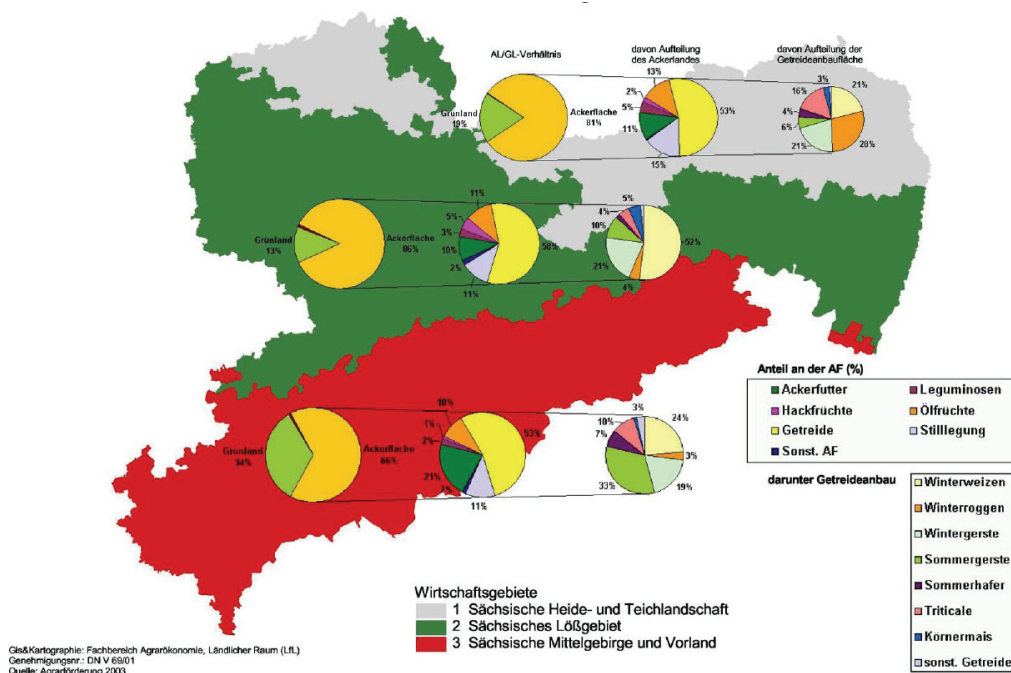 AL/GL-Verhältnis
davon Aufteilung
des Ackerlandes
davon Aufteilung der
Getreideanbaufläche
Grünland
19%
Ackerfläche
81%
13%
2%
5%
11%
15%
53%
3%
16%
4%
6%
21%
21%
28%
Grünland
13%
Ackerfläche
86%
11%
5%
3%
10%
2%
11%
58%
5%
4%
10%
21%
4%
52%
Grünland
34%
Ackerfläche
66%
10%
1%
2%
21%
2%
11%
53%
3%
10%
7%
33%
24%
3%
19%
Anteil an der AF (%)
Ackerfutter
Leguminosen
Hackfrüchte
Ölfrüchte
Getreide
Stilllegung
Sonst. AF
darunter Getreideanbau
Winterweizen
Winterroggen
Wintergerste
Sommergerste
Sommerhafer
Triticale
Körnermais
sonst. Getreide
Wirtschaftsgebiete
1 Sächsische Heide- und Teichlandschaft
2 Sächsisches Lößgebiet
3 Sächsische Mittelgebirge und Vorland
Gis&Kartographie: Fachbereich Agrarökonomie, Ländlicher Raum (LfL)
Genehmigungsnr.: DN V 69/01
Quelle: Agrarförderung 2003